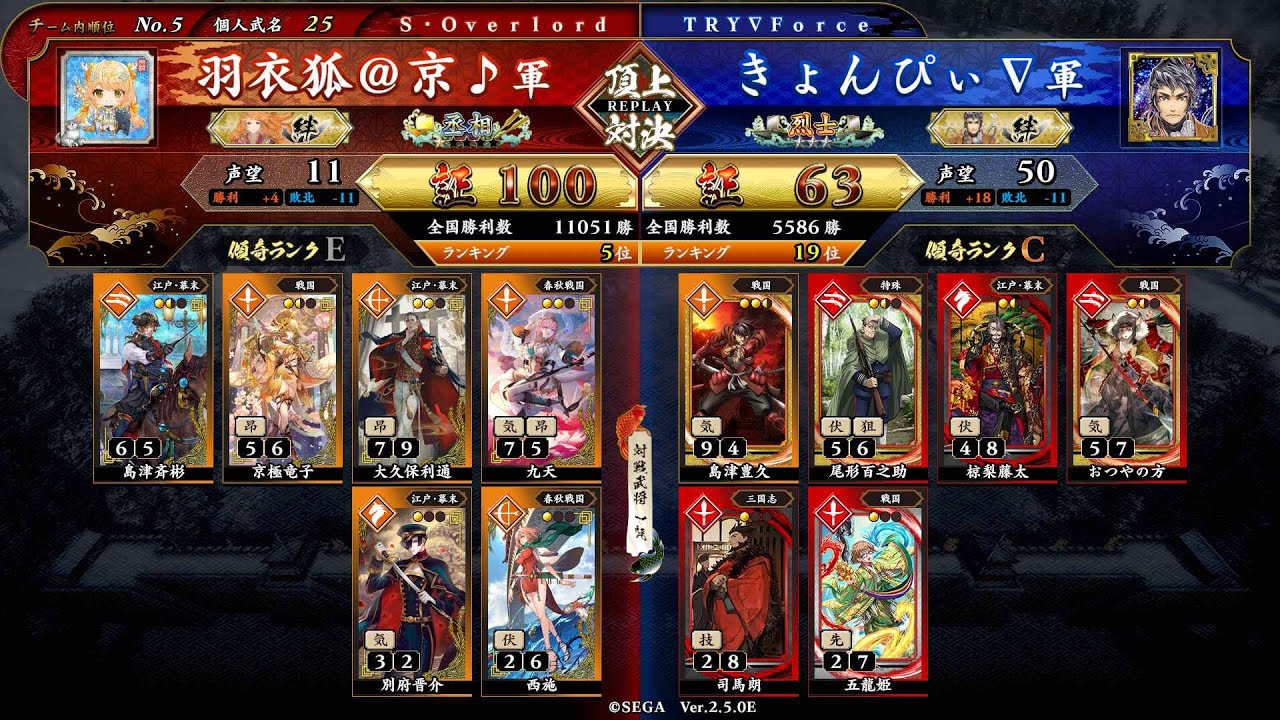 チーム内順位 No.5 個人武名 25
S・Overlord
TRY∇Force
羽衣狐@京♪軍
頂上
REPLAY
対決
きょんぴぃ∇軍
絆
丞相
烈士
絆
声望 11
勝利 +4 敗北 -11
証 100
証 63
声望 50
勝利 +18 敗北 -11
全国勝利数 11051勝
全国勝利数 5586勝
傾奇ランクE
ランキング 5位
ランキング 19位
傾奇ランクC
江戸・幕末
戦国
江戸・幕末
春秋戦国
戦国
特殊
江戸・幕末
戦国
6 5
島津斉彬
昴
5 6
京極竜子
昴
7 9
大久保利通
気 昴
7 5
九天
気
9 4
島津豊久
伏 狙
5 6
尾形百之助
伏
4 8
椋梨藤太
気
5 7
おつやの方
対戦武将一覧
江戸・幕末
春秋戦国
三国志
戦国
気
3 2
別府晋介
伏
2 6
西施
技
2 8
司馬朗
先
2 7
五龍姫
©SEGA Ver.2.5.0E